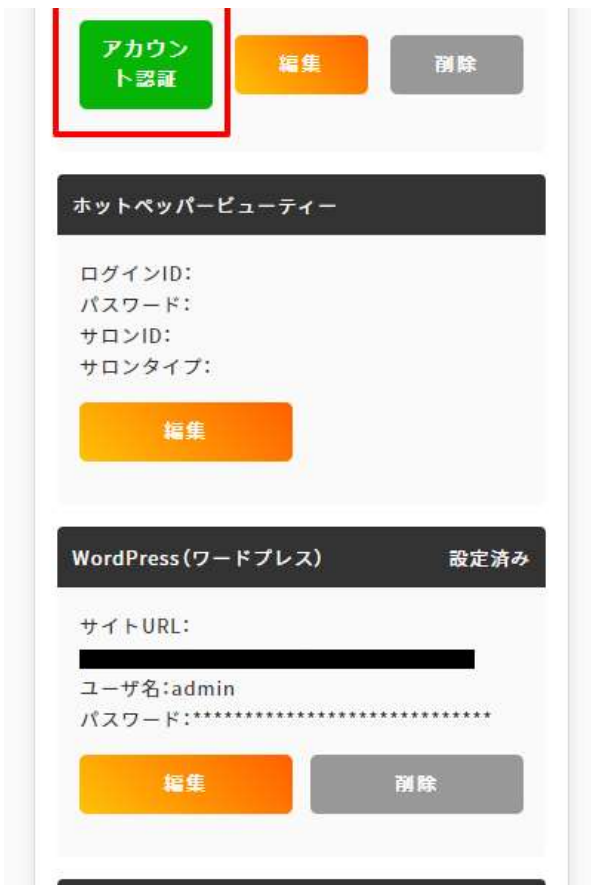 アカウン
ト認証
編集
削除
ホットペッパービューティー
ログインID：
パスワード：
サロンID：
サロンタイプ：
編集
WordPress（ワードプレス）
設定済み
サイトURL：
ユーザ名：admin
パスワード：*****************************
編集
削除